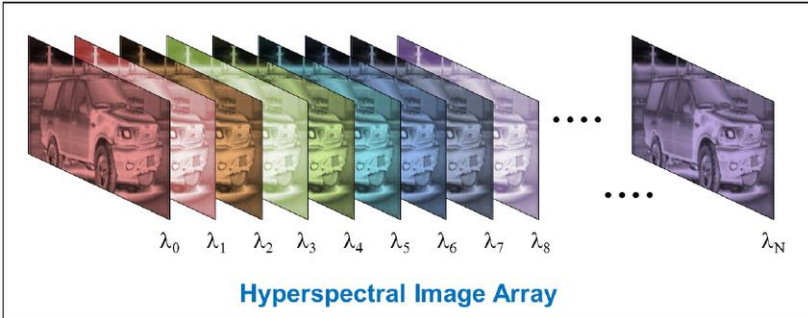 λ₀ λ₁ λ₂ λ₃ λ₄ λ₅ λ₆ λ₇ λ₈ λN
Hyperspectral Image Array